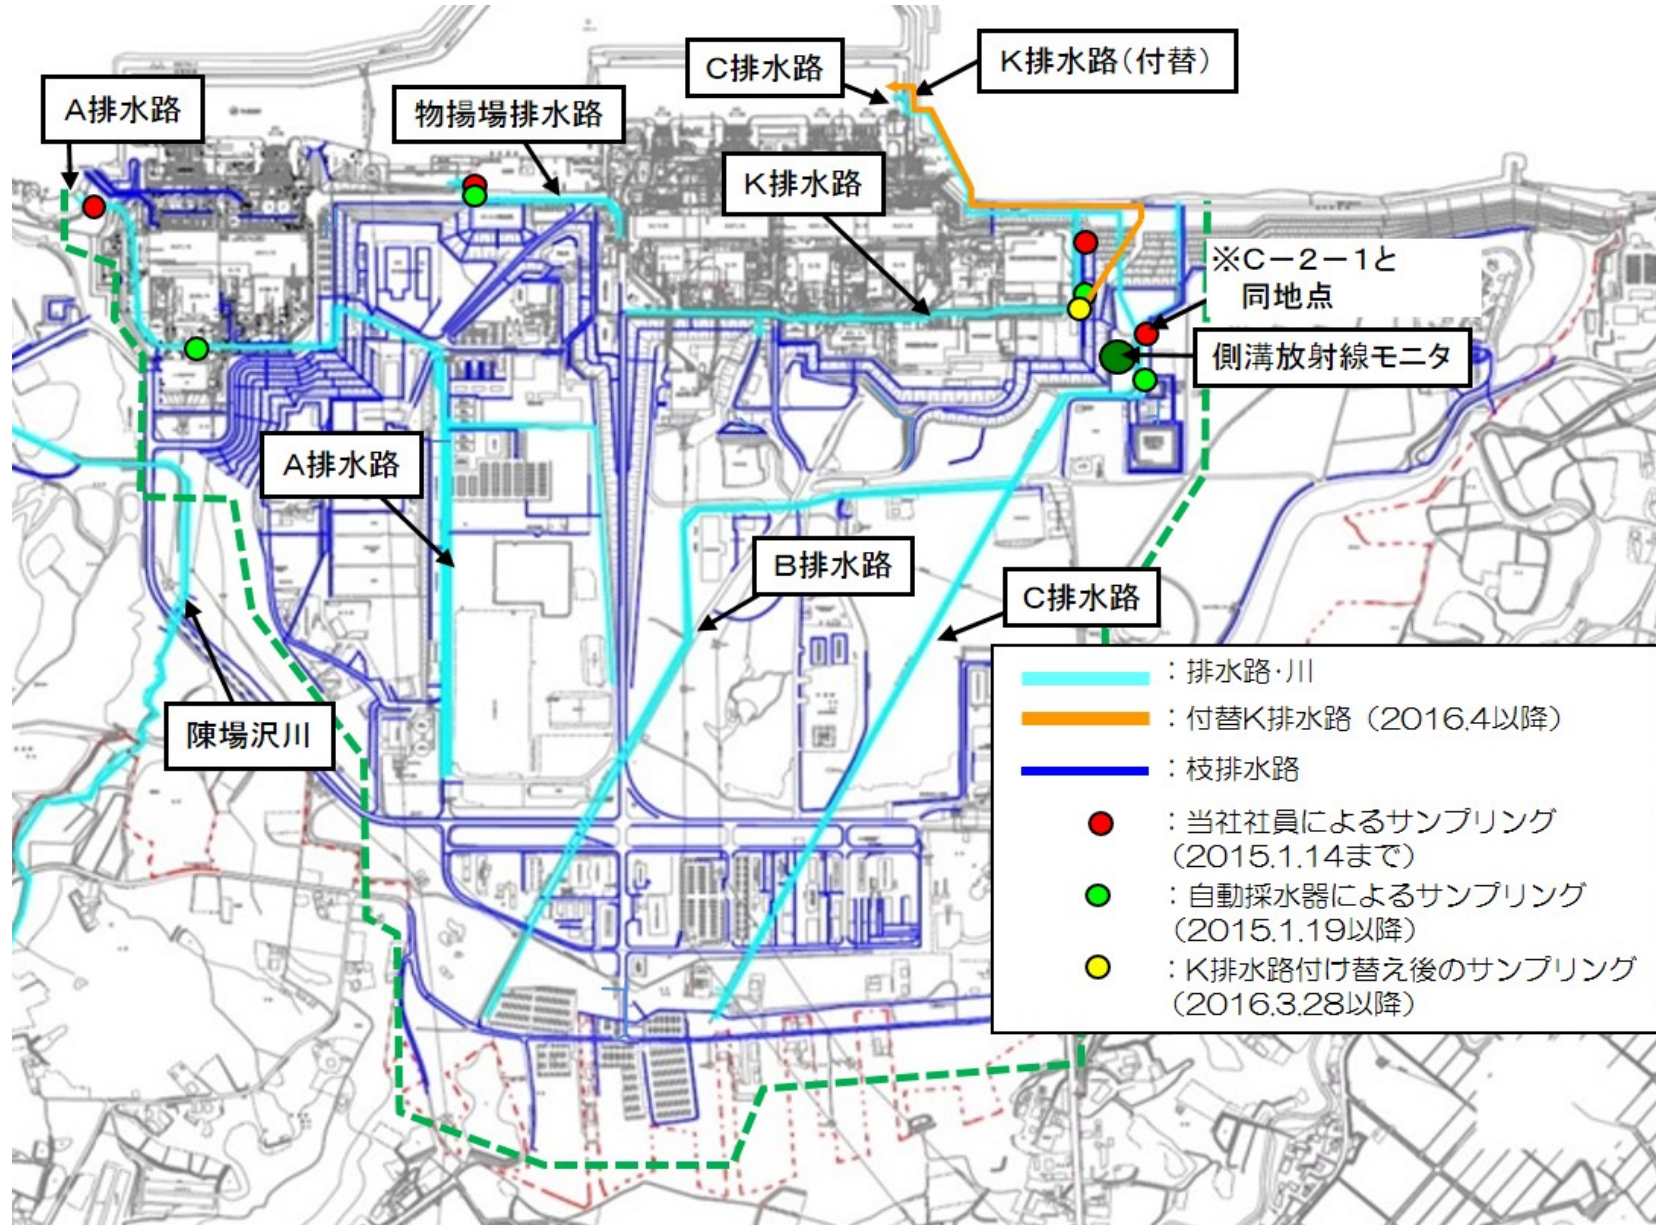 C排水路
K排水路(付替)
A排水路
物揚場排水路
K排水路
※C-2-1と
同地点
側溝放射線モニタ
A排水路
B排水路
C排水路
陳場沢川
:排水路・川
:付替K排水路(2016.4以降)
:枝排水路
:当社社員によるサンプリング
(2015.1.14まで)
:自動採水器によるサンプリング
(2015.1.19以降)
:K排水路付け替え後のサンプリング
(2016.3.28以降)